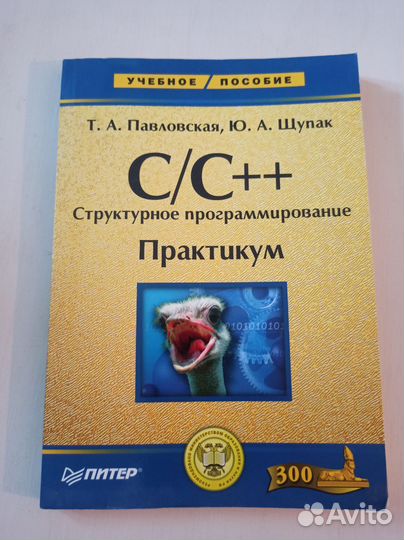 УЧЕБНОЕ / ПОСОБИЕ
Т. А. Павловская, Ю. А. Щупак
C/C++
Структурное программирование
Практикум
010101010
ПИТЕР
300
Avito